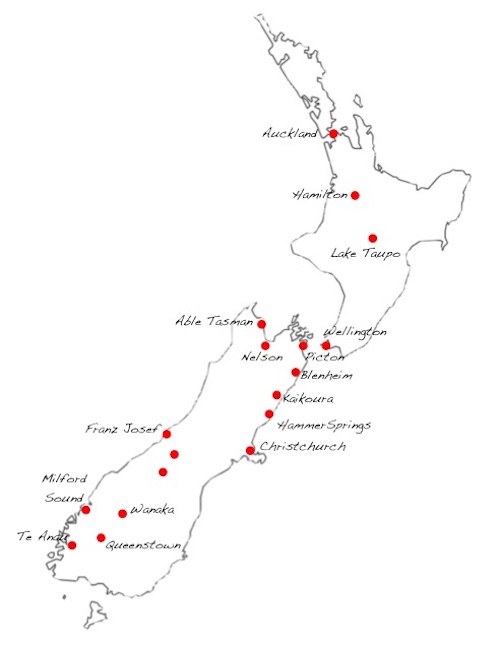 Auckland
Hamilton
Lake Taupo
Able Tasman
Wellington
Nelson
Picton
Blenheim
Kaikoura
HammerSprings
Franz Josef
Christchurch
Milford
Sound
Wanaka
Te Anau
Queenstown